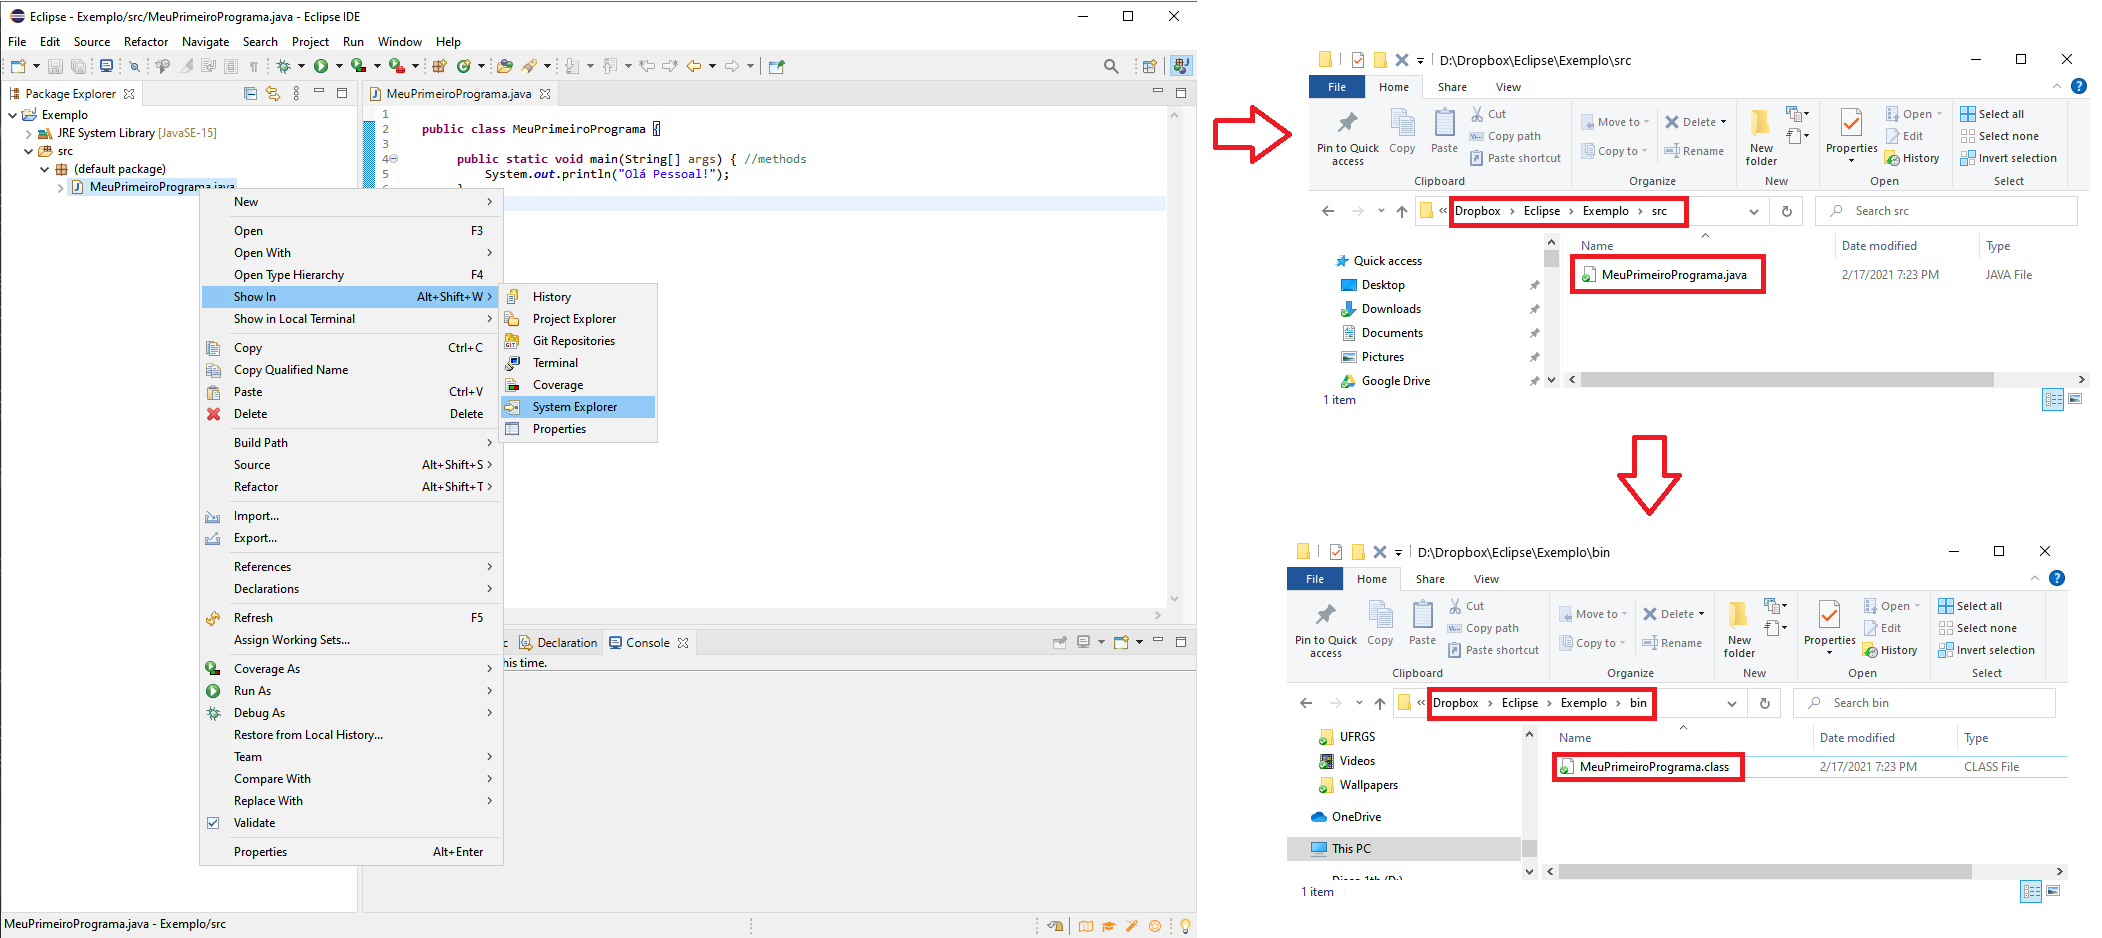 Eclipse - Exemplo/src/MeuPrimeiroPrograma.java - Eclipse IDE
File Edit Source Refactor Navigate Search Project Run Window Help
Package Explorer
Exemplo
JRE System Library [JavaSE-15]
src
(default package)
MeuPrimeiroPrograma.java
MeuPrimeiroPrograma.java
1
2 public class MeuPrimeiroPrograma {
3
4 public static void main(String[] args) { //methods
5 System.out.println("Olá Pessoal!");
New
Open F3
Open With
Open Type Hierarchy F4
Show In Alt+Shift+W
Show in Local Terminal
Copy Ctrl+C
Copy Qualified Name
Paste Ctrl+V
Delete Delete
Build Path
Source Alt+Shift+S
Refactor Alt+Shift+T
Import...
Export...
References
Declarations
Refresh F5
Assign Working Sets...
Coverage As
Run As
Debug As
Restore from Local History...
Team
Compare With
Replace With
Validate
Properties Alt+Enter
History
Project Explorer
Git Repositories
Terminal
Coverage
System Explorer
Properties
Declaration Console
his time.
MeuPrimeiroPrograma.java - Exemplo/src
D:\Dropbox\Eclipse\Exemplo\src
File Home Share View
Pin to Quick access
Copy
Paste
Cut
Copy path
Paste shortcut
Move to
Copy to
Delete
Rename
New folder
Properties
Open
Edit
History
Select all
Select none
Invert selection
Clipboard Organize New Open Select
« Dropbox > Eclipse > Exemplo > src
Search src
Name Date modified Type
MeuPrimeiroPrograma.java 2/17/2021 7:23 PM JAVA File
Quick access
Desktop
Downloads
Documents
Pictures
Google Drive
1 item
D:\Dropbox\Eclipse\Exemplo\bin
File Home Share View
Pin to Quick access
Copy
Paste
Cut
Copy path
Paste shortcut
Move to
Copy to
Delete
Rename
New folder
Properties
Open
Edit
History
Select all
Select none
Invert selection
Clipboard Organize New Open Select
« Dropbox > Eclipse > Exemplo > bin
Search bin
Name Date modified Type
MeuPrimeiroPrograma.class 2/17/2021 7:23 PM CLASS File
UFRGS
Videos
Wallpapers
OneDrive
This PC
1 item